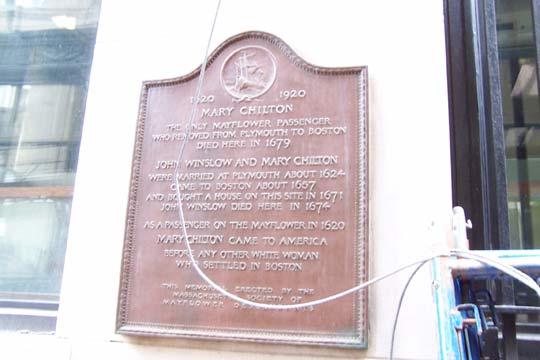 1620 1920
MARY CHILTON
THE ONLY MAYFLOWER PASSENGER
WHO REMOVED FROM PLYMOUTH TO BOSTON
DIED HERE IN 1679
JOHN WINSLOW AND MARY CHILTON
WERE MARRIED AT PLYMOUTH ABOUT 1624
CAME TO BOSTON ABOUT 1657
AND BOUGHT A HOUSE ON THIS SITE IN 1671
JOHN WINSLOW DIED HERE IN 1674
AS A PASSENGER ON THE MAYFLOWER IN 1620
MARY CHILTON CAME TO AMERICA
BEFORE ANY OTHER WHITE WOMAN
WHO SETTLED IN BOSTON
THIS MEMORIAL ERECTED BY THE
MASSACHUSETTS SOCIETY OF
MAYFLOWER DESCENDANTS